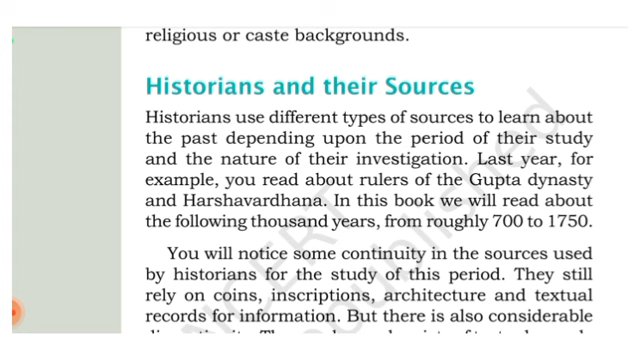 religious or caste backgrounds.
Historians and their Sources
Historians use different types of sources to learn about
the past depending upon the period of their study
and the nature of their investigation. Last year, for
example, you read about rulers of the Gupta dynasty
and Harshavardhana. In this book we will read about
the following thousand years, from roughly 700 to 1750.
You will notice some continuity in the sources used
by historians for the study of this period. They still
rely on coins, inscriptions, architecture and textual
records for information. But there is also considerable